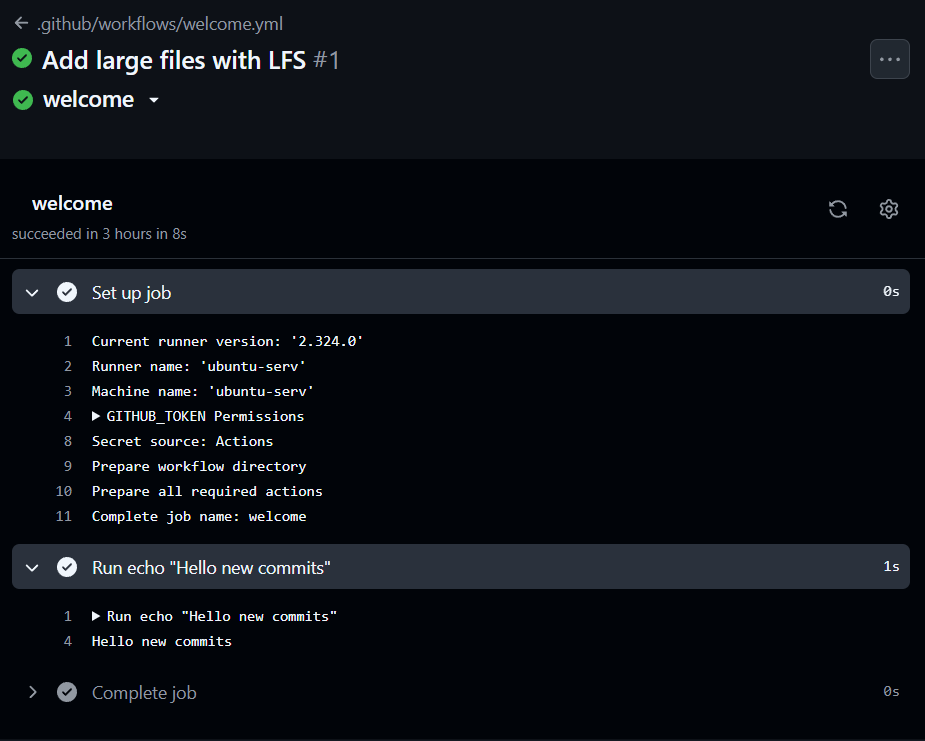 .github/workflows/welcome.yml
Add large files with LFS #1
welcome
welcome
succeeded in 3 hours in 8s
Set up job 0s
1 Current runner version: '2.324.0'
2 Runner name: 'ubuntu-serv'
3 Machine name: 'ubuntu-serv'
4 GITHUB_TOKEN Permissions
8 Secret source: Actions
9 Prepare workflow directory
10 Prepare all required actions
11 Complete job name: welcome
Run echo "Hello new commits" 1s
1 Run echo "Hello new commits"
4 Hello new commits
Complete job 0s